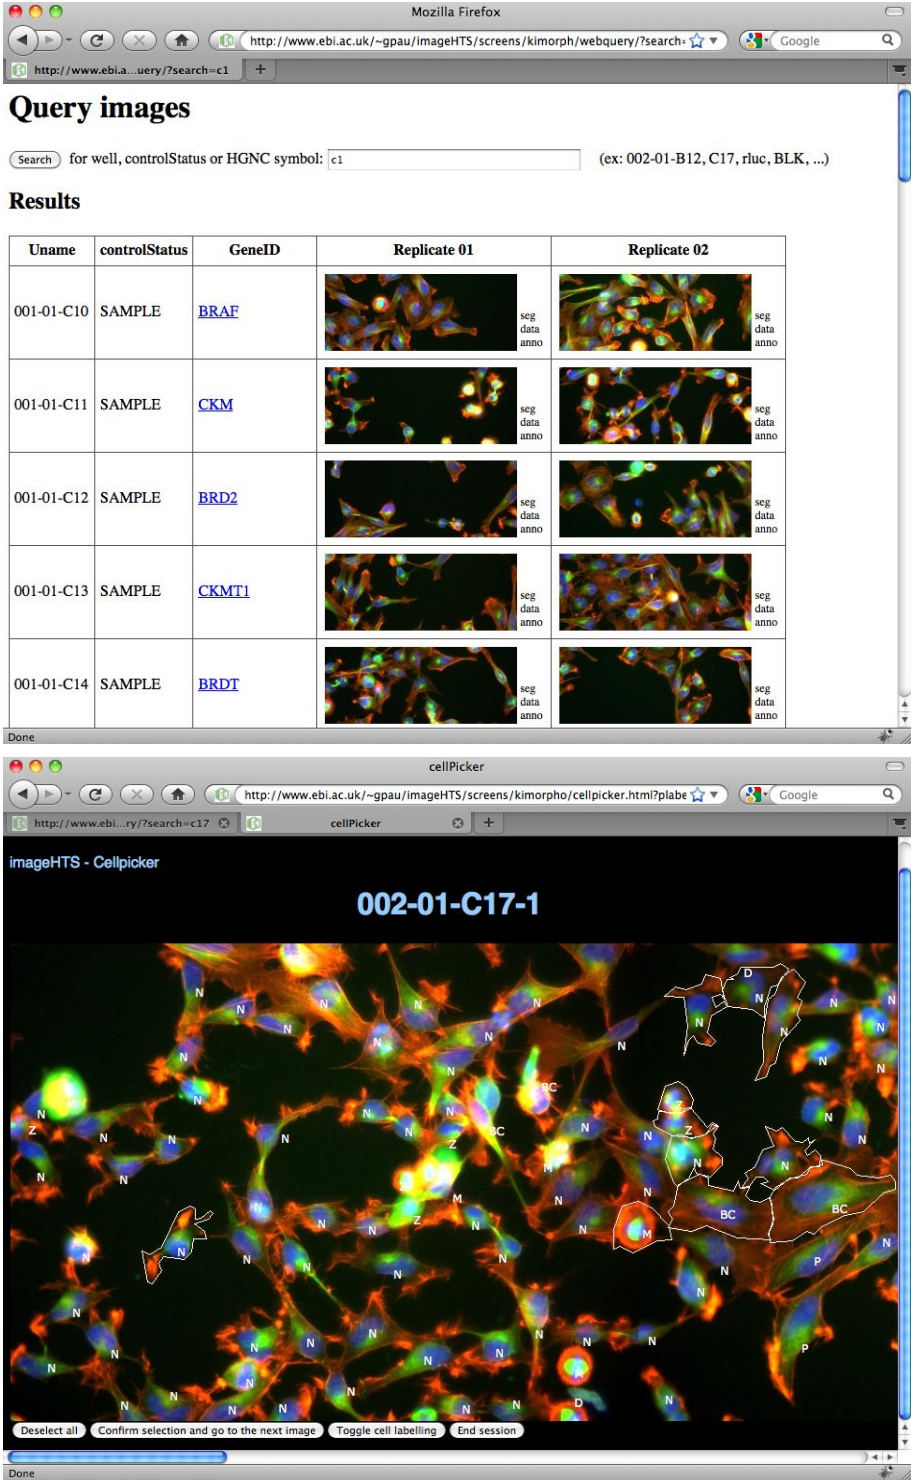 Mozilla Firefox
http://www.ebi.ac.uk/~gpau/imageHTS/screens/kimorph/webquery/?search=
Google
http://www.ebi.a...uery/?search=c1
Query images
Search for well, controlStatus or HGNC symbol: c1 (ex: 002-01-B12, C17, rluc, BLK, ...)
Results
Uname controlStatus GeneID Replicate 01 Replicate 02
001-01-C10 SAMPLE BRAF seg data anno seg data anno
001-01-C11 SAMPLE CKM seg data anno seg data anno
001-01-C12 SAMPLE BRD2 seg data anno seg data anno
001-01-C13 SAMPLE CKMT1 seg data anno seg data anno
001-01-C14 SAMPLE BRDT seg data anno seg data anno
Done
cellPicker
http://www.ebi.ac.uk/~gpau/imageHTS/screens/kimorpho/cellpicker.html?plabe
Google
http://www.ebi...ry/?search=c17 cellPicker
imageHTS - Cellpicker
002-01-C17-1
D
N N N N N N N
N N N N N
N N N N
N N BC N N
N M N N Z N N
Z N N N BC Z N N
N N M N N
N N M N N
N N N Z N M BC BC
N N N N N P N
N N N
N N N N N P
N N N N M
N N N N N D N
Deselect all Confirm selection and go to the next image Toggle cell labelling End session
Done